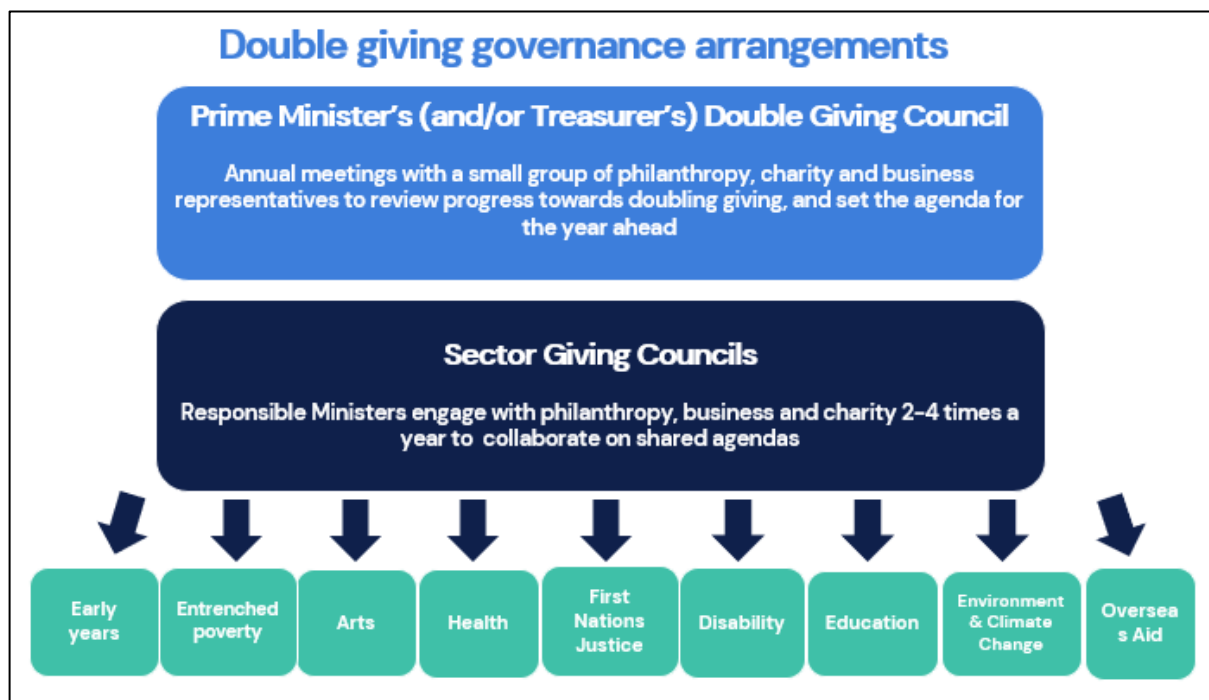 Double giving governance arrangements
Prime Minister's (and/or Treasurer's) Double Giving Council
Annual meetings with a small group of philanthropy, charity and business
representatives to review progress towards doubling giving, and set the agenda for
the year ahead
Sector Giving Councils
Responsible Ministers engage with philanthropy, business and charity 2-4 times a
year to collaborate on shared agendas
Early
years
Entrenched
poverty
Arts
Health
First
Nations
Justice
Disability
Education
Environment
& Climate
Change
Oversea
s Aid